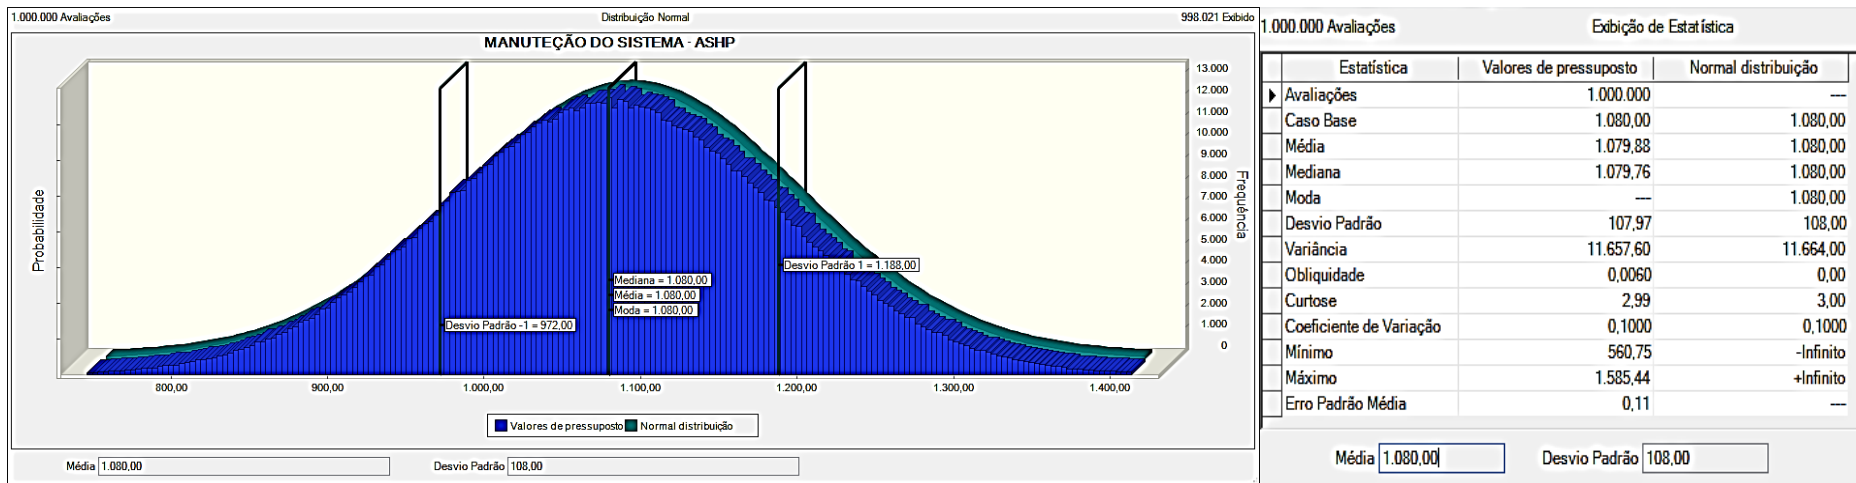 1.000.000 Avaliações
Distribuição Normal
998.021 Exibido
MANUTEÇÃO DO SISTEMA - ASHP
Probabilidade
Frequência
13.000
12.000
11.000
10.000
9.000
8.000
7.000
6.000
5.000
4.000
3.000
2.000
1.000
0
Desvio Padrão 1 = 1.188,00
Mediana = 1.080,00
Média = 1.080,00
Moda = 1.080,00
Desvio Padrão -1 = 972,00
800,00 900,00 1.000,00 1.100,00 1.200,00 1.300,00 1.400,00
Valores de pressuposto Normal distribuição
Média 1.080,00 Desvio Padrão 108,00
1.000.000 Avaliações Exibição de Estatística
Estatística Valores de pressuposto Normal distribuição
Avaliações 1.000.000 ---
Caso Base 1.080,00 1.080,00
Média 1.079,88 1.080,00
Mediana 1.079,76 1.080,00
Moda --- 1.080,00
Desvio Padrão 107,97 108,00
Variância 11.657,60 11.664,00
Obliquidade 0,0060 0,00
Curtose 2,99 3,00
Coeficiente de Variação 0,1000 0,1000
Mínimo 560,75 -Infinito
Máximo 1.585,44 +Infinito
Erro Padrão Média 0,11 ---
Média 1.080,00 Desvio Padrão 108,00